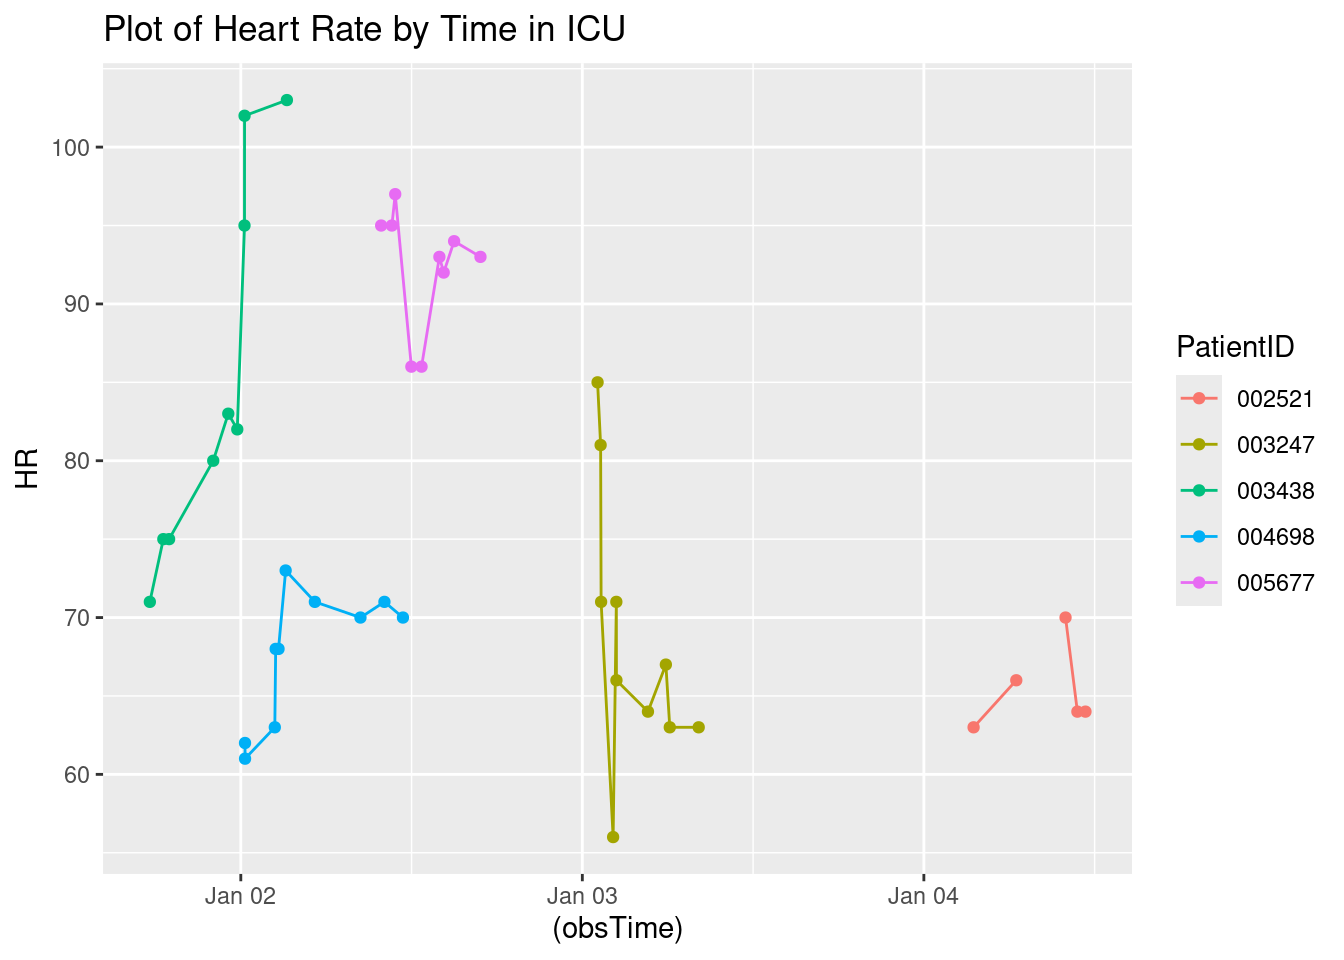 Plot of Heart Rate by Time in ICU
100
90
80
70
60
HR
Jan 02
Jan 03
Jan 04
(obsTime)
PatientID
002521
003247
003438
004698
005677